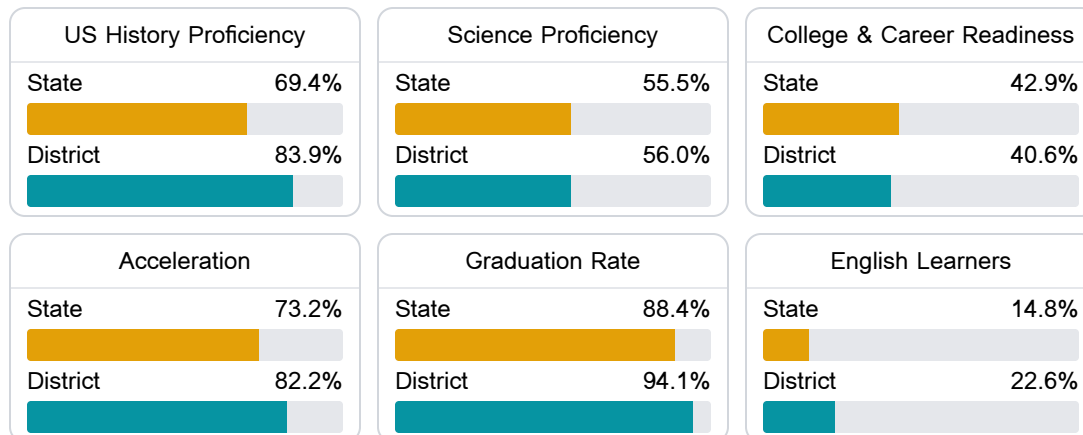 US History Proficiency
State 69.4%
District 83.9%
Science Proficiency
State 55.5%
District 56.0%
College & Career Readiness
State 42.9%
District 40.6%
Acceleration
State 73.2%
District 82.2%
Graduation Rate
State 88.4%
District 94.1%
English Learners
State 14.8%
District 22.6%